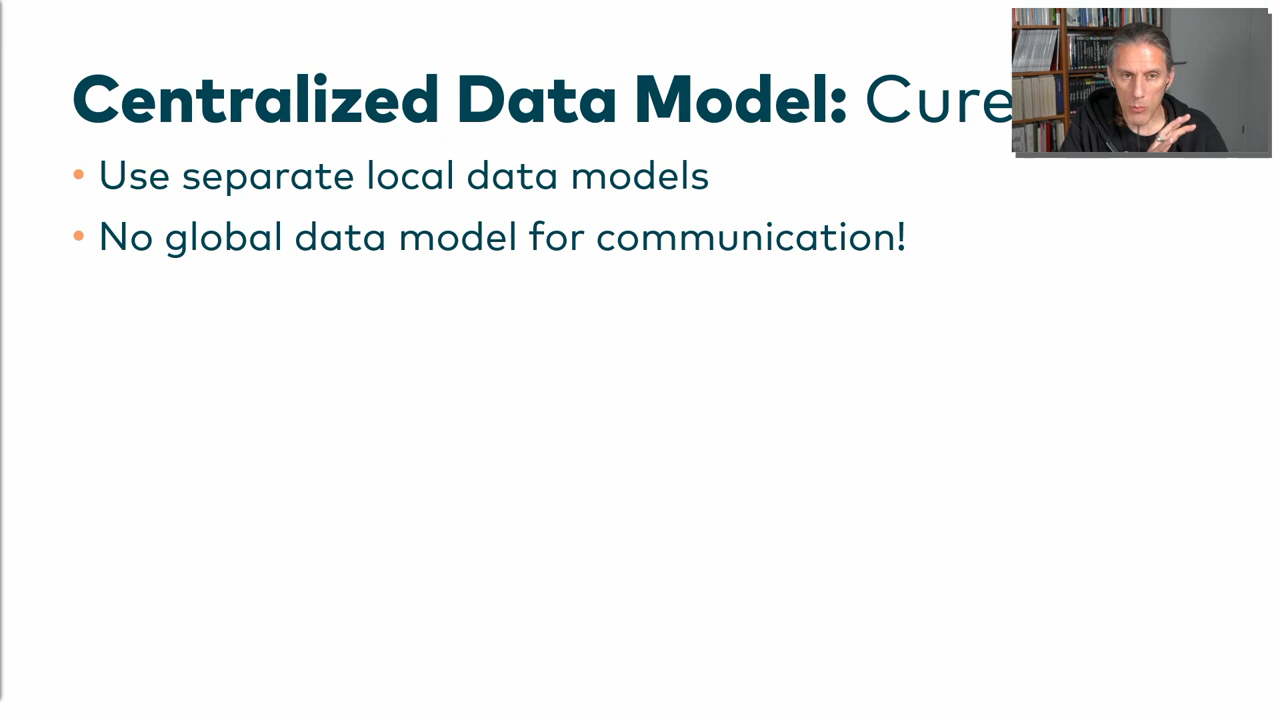 Centralized Data Model: Cure
• Use separate local data models
• No global data model for communication!